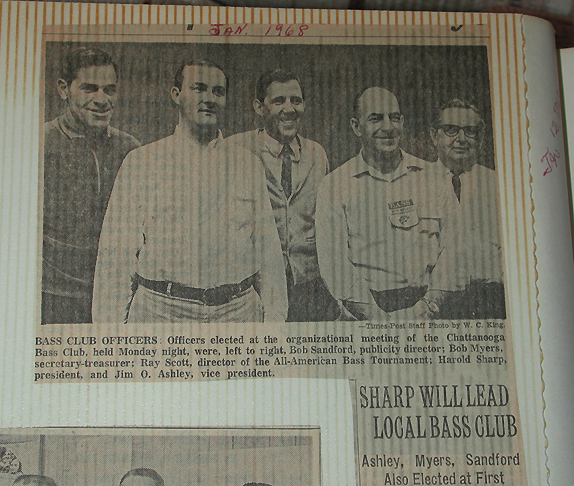 JAN. 1968
—Times-Post Staff Photo by W. C. King.
BASS CLUB OFFICERS: Officers elected at the organizational meeting of the Chattanooga
Bass Club, held Monday night, were, left to right, Bob Sandford, publicity director; Bob Myers,
secretary-treasurer; Ray Scott, director of the All-American Bass Tournament; Harold Sharp,
president, and Jim O. Ashley, vice president.
SHARP WILL LEAD
LOCAL BASS CLUB
Ashley, Myers, Sandford
Also Elected at First